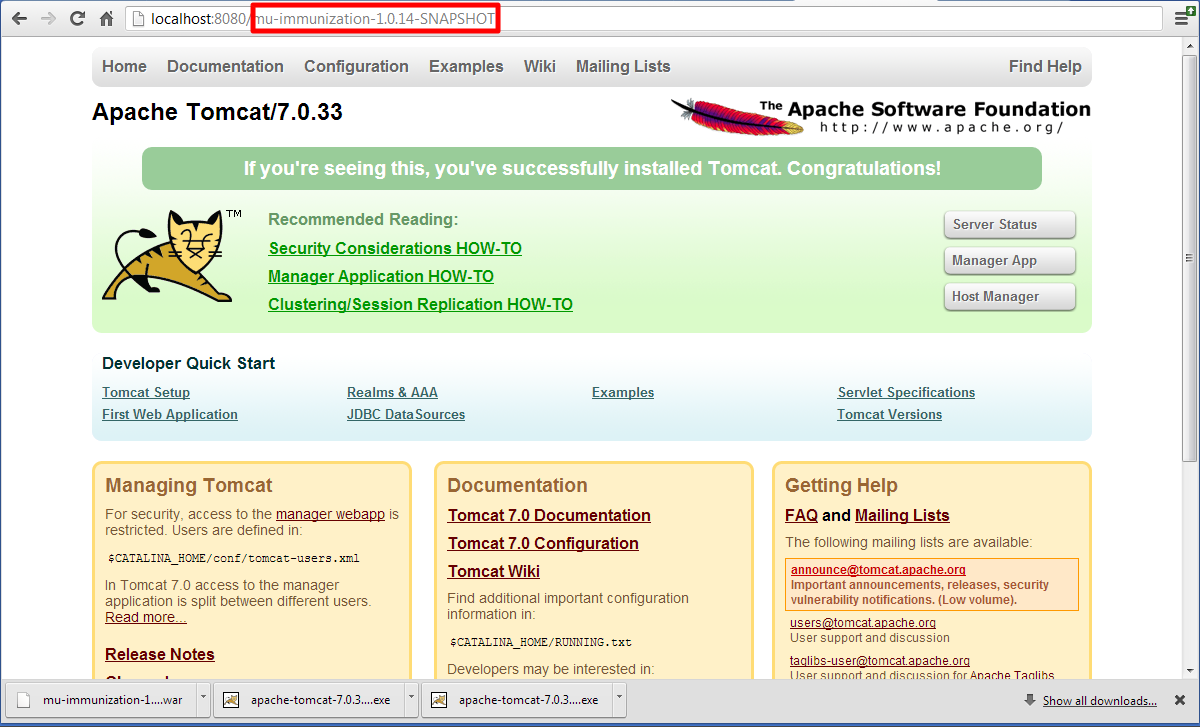 localhost:8080/mu-immunization-1.0.14-SNAPSHOT
Home Documentation Configuration Examples Wiki Mailing Lists Find Help
Apache Tomcat/7.0.33
The Apache Software Foundation
http://www.apache.org/
If you're seeing this, you've successfully installed Tomcat. Congratulations!
TM
Recommended Reading:
Security Considerations HOW-TO
Manager Application HOW-TO
Clustering/Session Replication HOW-TO
Server Status
Manager App
Host Manager
Developer Quick Start
Tomcat Setup
First Web Application
Realms & AAA
JDBC DataSources
Examples
Servlet Specifications
Tomcat Versions
Managing Tomcat
For security, access to the manager webapp is
restricted. Users are defined in:
$CATALINA_HOME/conf/tomcat-users.xml
In Tomcat 7.0 access to the manager
application is split between different users.
Read more...
Release Notes
Documentation
Tomcat 7.0 Documentation
Tomcat 7.0 Configuration
Tomcat Wiki
Find additional important configuration
information in:
$CATALINA_HOME/RUNNING.txt
Developers may be interested in:
Getting Help
FAQ and Mailing Lists
The following mailing lists are available:
announce@tomcat.apache.org
Important announcements, releases, security
vulnerability notifications. (Low volume).
users@tomcat.apache.org
User support and discussion
taglibs-user@tomcat.apache.org
User support and discussion for Apache Taglibs
mu-immunization-1....war
apache-tomcat-7.0.3....exe
apache-tomcat-7.0.3....exe
Show all downloads...